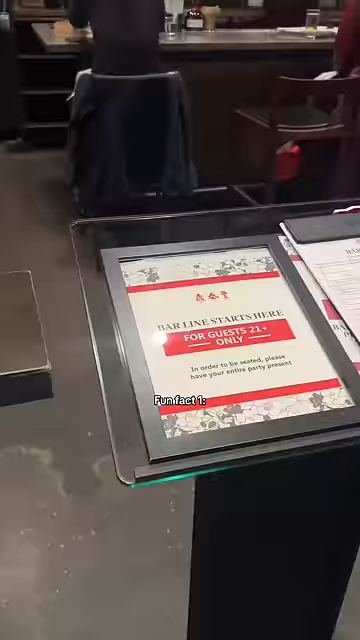 BAR LINE STARTS HERE
FOR GUESTS 21+
ONLY
In order to be seated, please
have your entire party present
Fun fact 1: